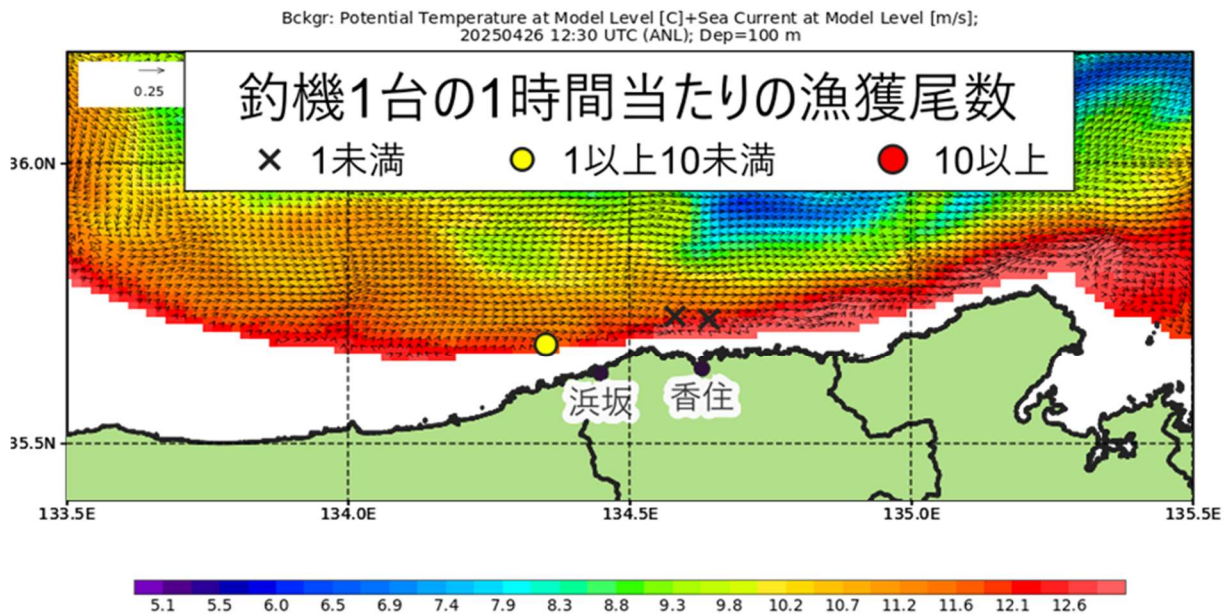 Bckgr: Potential Temperature at Model Level [C]+Sea Current at Model Level [m/s];
20250426 12:30 UTC (ANL); Dep=100 m
0.25
釣機1台の1時間当たりの漁獲尾数
× 1未満 1以上10未満 10以上
36.0N
浜坂 香住
35.5N
133.5E 134.0E 134.5E 135.0E 135.5E
5.1 5.5 6.0 6.5 6.9 7.4 7.9 8.3 8.8 9.3 9.8 10.2 10.7 11.2 11.6 12.1 12.6